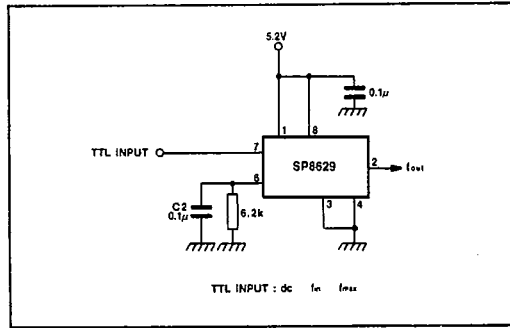 5.2V
0.1µ
1 8
TTL INPUT 7 SP8629 2 fout
6
C2
0.1µ 6.2k 3 4
TTL INPUT : dc fin fmax